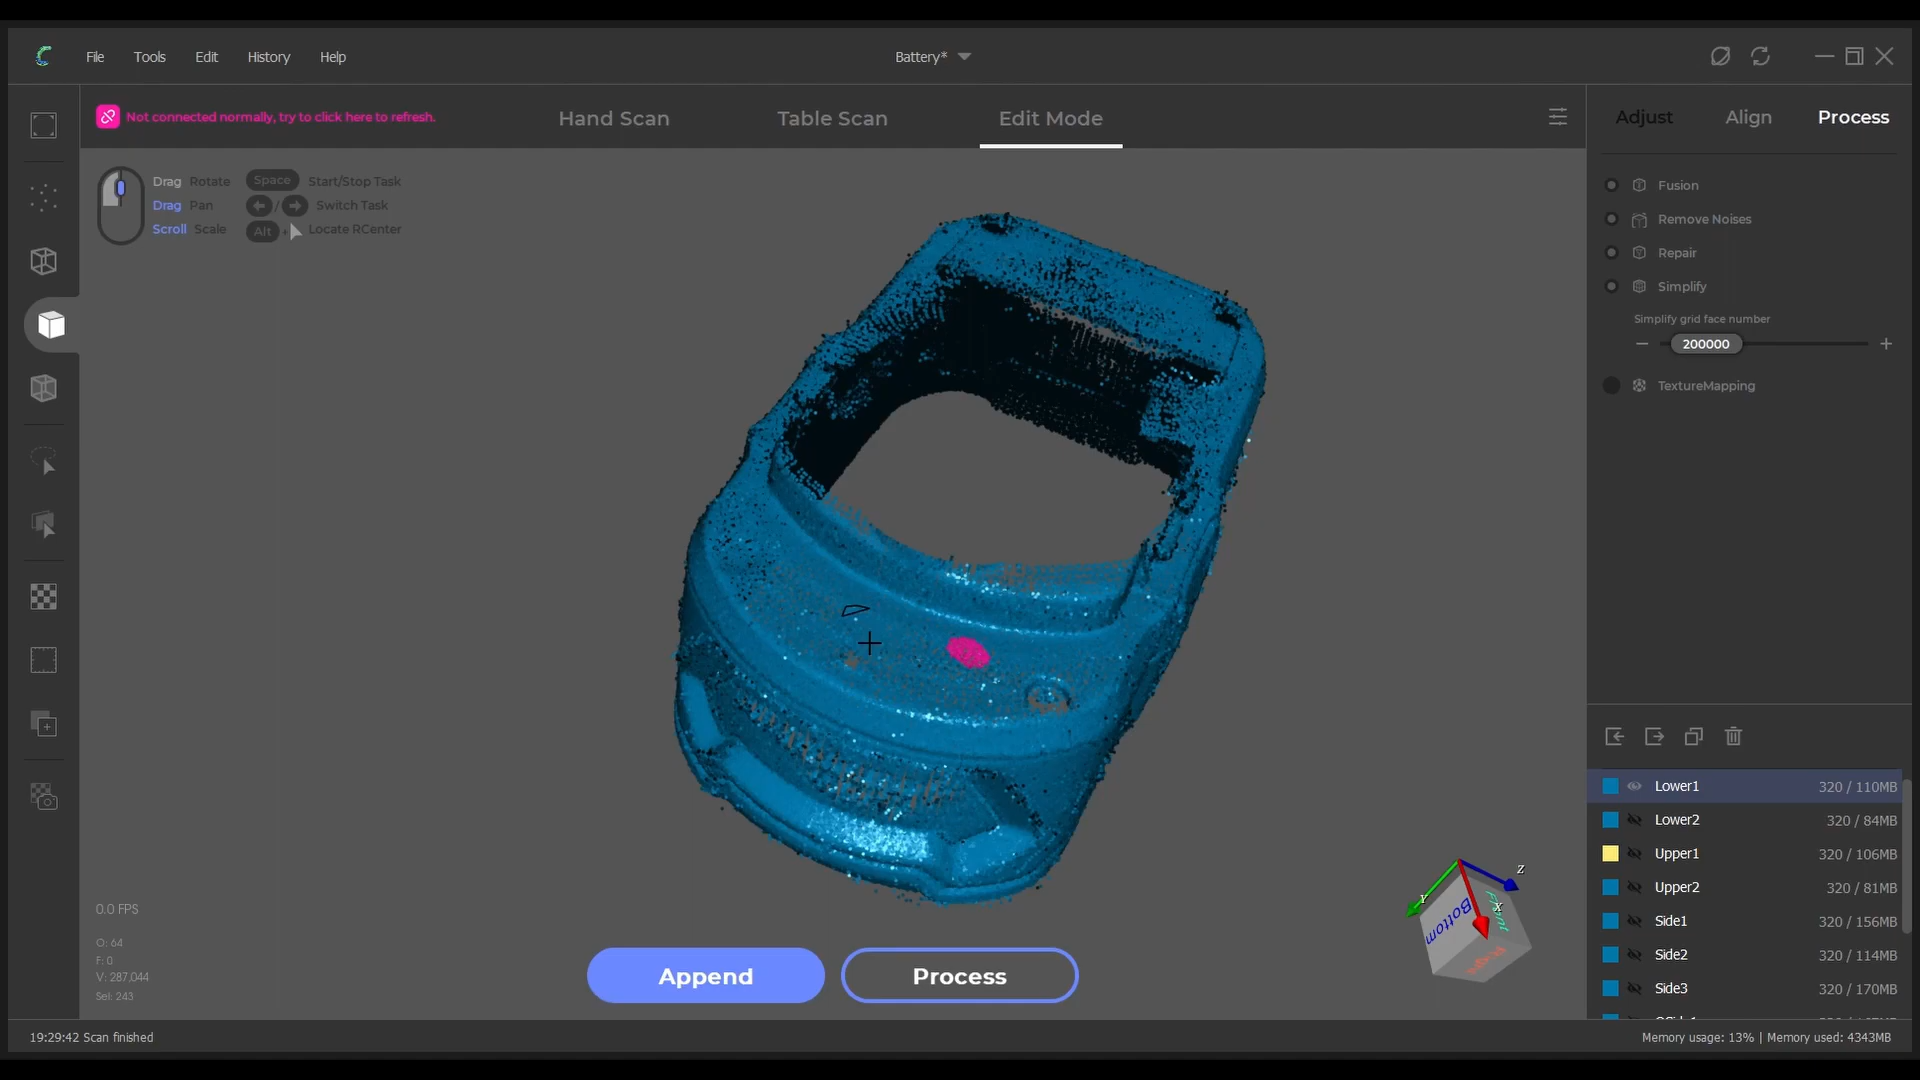 File Tools Edit History Help
Battery*
Not connected normally, try to click here to refresh.
Hand Scan Table Scan Edit Mode
Adjust Align Process
Drag Rotate Space Start/Stop Task
Drag Pan / Switch Task
Scroll Scale Alt + Locate RCenter
Fusion
Remove Noises
Repair
Simplify
Simplify grid face number
− 200000 +
TextureMapping
Lower1 320 / 110MB
Lower2 320 / 84MB
Upper1 320 / 106MB
Upper2 320 / 81MB
Side1 320 / 156MB
Side2 320 / 114MB
Side3 320 / 170MB
Z
Y
X
Bottom
Front
0.0 FPS
O: 64
F: 0
V: 287,044
Sel: 243
Append Process
19:29:42 Scan finished
Memory usage: 13% | Memory used: 4343MB